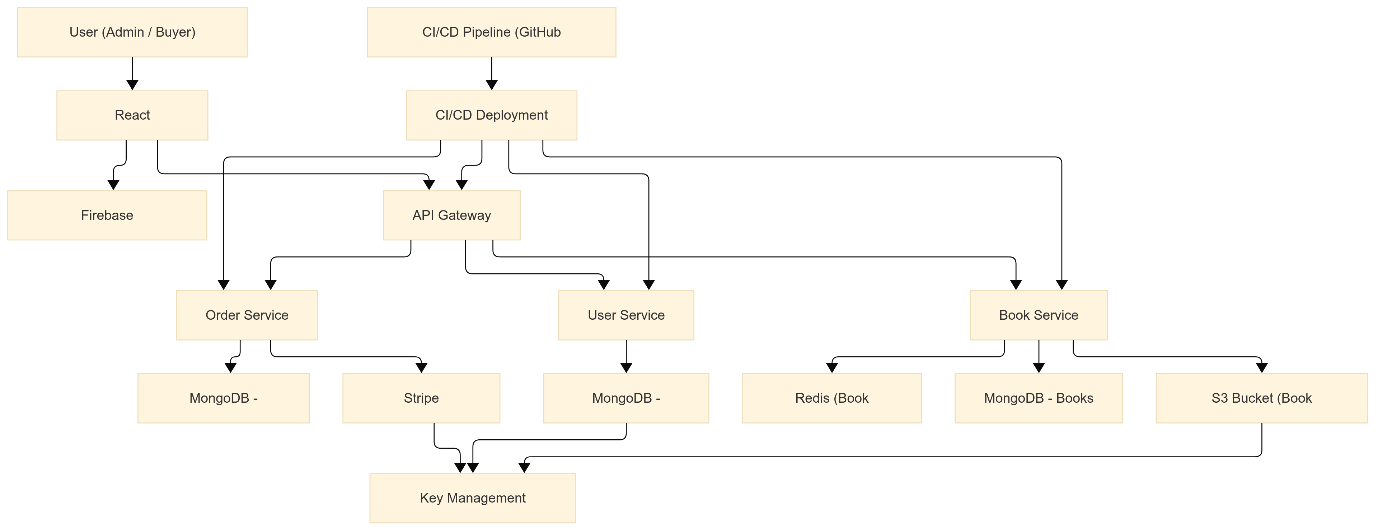 User (Admin / Buyer)
CI/CD Pipeline (GitHub
React
CI/CD Deployment
Firebase
API Gateway
Order Service
User Service
Book Service
MongoDB -
Stripe
MongoDB -
Redis (Book
MongoDB - Books
S3 Bucket (Book
Key Management